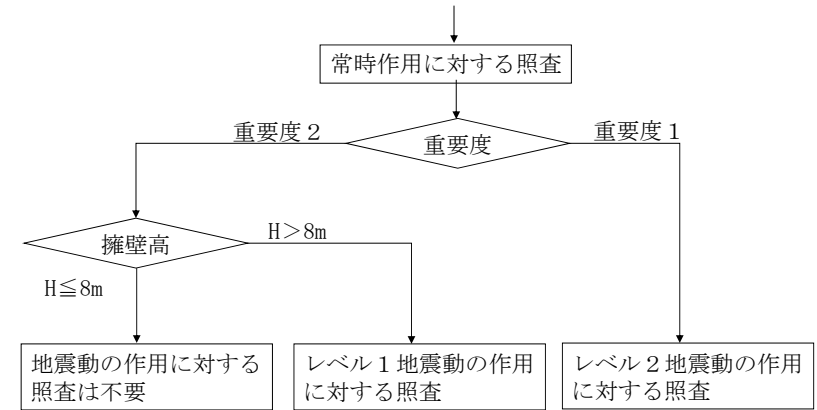 常時作用に対する照査
重要度２
重要度
重要度１
擁壁高
H＞8m
H≦8m
地震動の作用に対する
照査は不要
レベル１地震動の作用
に対する照査
レベル２地震動の作用
に対する照査